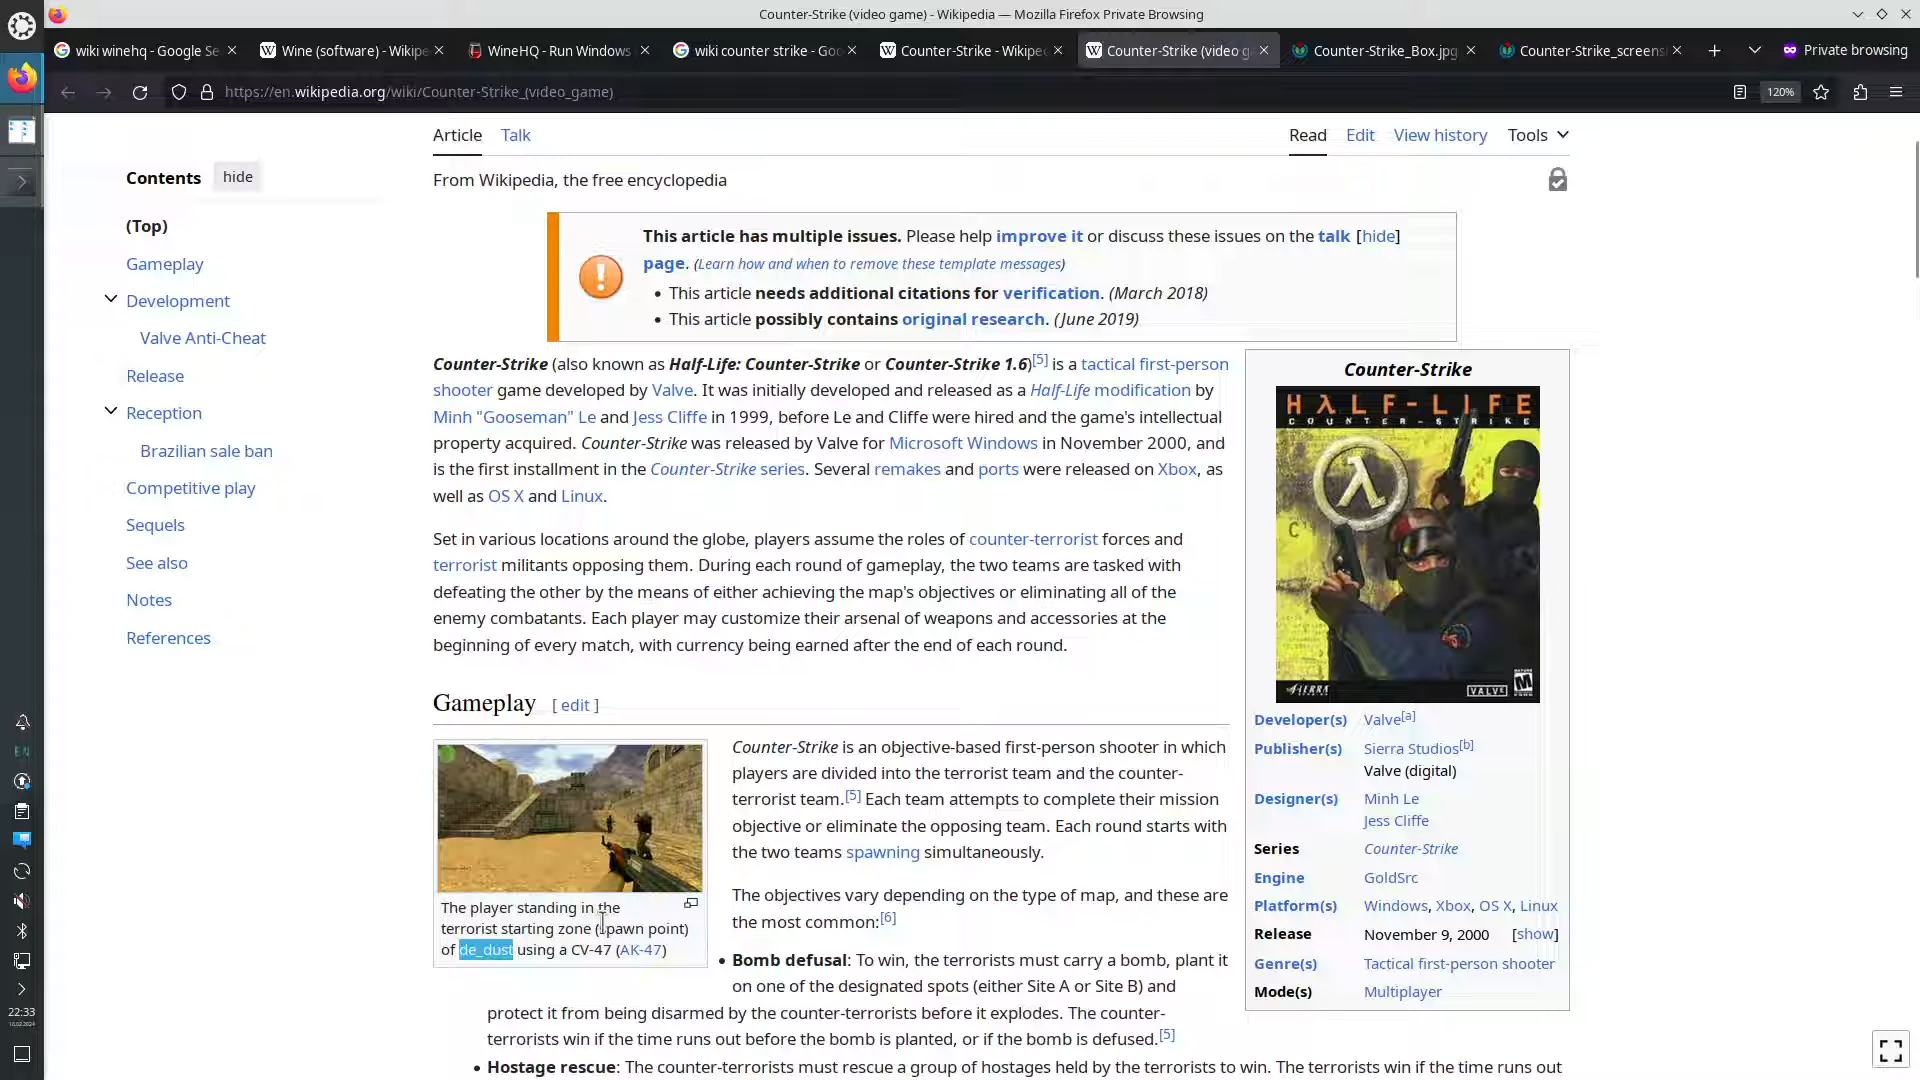 Counter-Strike (video game) - Wikipedia — Mozilla Firefox Private Browsing
wiki winehq - Google Se
Wine (software) - Wikipe
WineHQ - Run Windows
wiki counter strike - Goo
Counter-Strike - Wikipe
Counter-Strike (video g
Counter-Strike_Box.jpg
Counter-Strike_screens
Private browsing
https://en.wikipedia.org/wiki/Counter-Strike_(video_game)
120%
Article Talk
Read Edit View history Tools
Contents hide
(Top)
Gameplay
Development
Valve Anti-Cheat
Release
Reception
Brazilian sale ban
Competitive play
Sequels
See also
Notes
References
From Wikipedia, the free encyclopedia
This article has multiple issues. Please help improve it or discuss these issues on the talk [hide]
page. (Learn how and when to remove these template messages)
• This article needs additional citations for verification. (March 2018)
• This article possibly contains original research. (June 2019)
Counter-Strike (also known as Half-Life: Counter-Strike or Counter-Strike 1.6)[5] is a tactical first-person
shooter game developed by Valve. It was initially developed and released as a Half-Life modification by
Minh "Gooseman" Le and Jess Cliffe in 1999, before Le and Cliffe were hired and the game's intellectual
property acquired. Counter-Strike was released by Valve for Microsoft Windows in November 2000, and
is the first installment in the Counter-Strike series. Several remakes and ports were released on Xbox, as
well as OS X and Linux.
Set in various locations around the globe, players assume the roles of counter-terrorist forces and
terrorist militants opposing them. During each round of gameplay, the two teams are tasked with
defeating the other by the means of either achieving the map's objectives or eliminating all of the
enemy combatants. Each player may customize their arsenal of weapons and accessories at the
beginning of every match, with currency being earned after the end of each round.
Gameplay [ edit ]
The player standing in the
terrorist starting zone (spawn point)
of de_dust using a CV-47 (AK-47)
Counter-Strike is an objective-based first-person shooter in which
players are divided into the terrorist team and the counter-
terrorist team.[5] Each team attempts to complete their mission
objective or eliminate the opposing team. Each round starts with
the two teams spawning simultaneously.
The objectives vary depending on the type of map, and these are
the most common:[6]
• Bomb defusal: To win, the terrorists must carry a bomb, plant it
on one of the designated spots (either Site A or Site B) and
protect it from being disarmed by the counter-terrorists before it explodes. The counter-
terrorists win if the time runs out before the bomb is planted, or if the bomb is defused.[5]
• Hostage rescue: The counter-terrorists must rescue a group of hostages held by the terrorists to win. The terrorists win if the time runs out
Counter-Strike
HλLF-LIFE
COUNTER-STRIKE
λ
SIERRA
VALVE
M
Developer(s) Valve[a]
Publisher(s) Sierra Studios[b]
Valve (digital)
Designer(s) Minh Le
Jess Cliffe
Series Counter-Strike
Engine GoldSrc
Platform(s) Windows, Xbox, OS X, Linux
Release November 9, 2000 [show]
Genre(s) Tactical first-person shooter
Mode(s) Multiplayer
EN
22:33